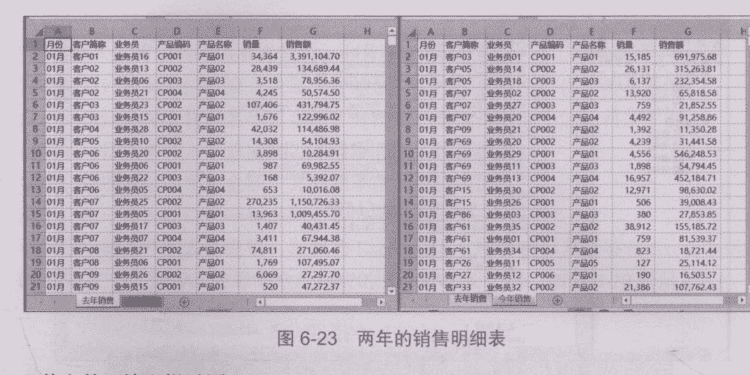 A B C D E F G H
1 月份 客户简称 业务员 产品编码 产品名称 销量 销售额
2 01月 客户01 业务员16 CP001 产品01 34,364 3,391,104.70
3 01月 客户02 业务员13 CP002 产品02 28,439 134,689.44
4 01月 客户02 业务员06 CP003 产品03 3,518 78,956.36
5 01月 客户02 业务员21 CP004 产品04 4,245 50,574.50
6 01月 客户03 业务员23 CP002 产品02 107,406 431,794.75
7 01月 客户03 业务员15 CP001 产品01 1,676 122,996.02
8 01月 客户04 业务员28 CP002 产品02 42,032 114,486.98
9 01月 客户05 业务员10 CP002 产品02 14,308 54,104.93
10 01月 客户06 业务员20 CP002 产品02 3,898 10,284.91
11 01月 客户06 业务员06 CP001 产品01 987 69,982.55
12 01月 客户06 业务员22 CP003 产品03 168 5,392.07
13 01月 客户06 业务员05 CP004 产品04 653 10,016.08
14 01月 客户07 业务员25 CP002 产品02 270,235 1,150,726.33
15 01月 客户07 业务员05 CP001 产品01 13,963 1,009,455.70
16 01月 客户07 业务员17 CP003 产品03 1,407 40,431.45
17 01月 客户07 业务员07 CP004 产品04 3,411 67,944.38
18 01月 客户08 业务员21 CP002 产品02 74,811 271,060.46
19 01月 客户08 业务员06 CP001 产品01 1,769 107,495.07
20 01月 客户09 业务员26 CP002 产品02 6,069 27,297.70
21 01月 客户09 业务员15 CP001 产品01 520 47,272.37
去年销售
A B C D E F G H
1 月份 客户简称 业务员 产品编码 产品名称 销量 销售额
2 01月 客户03 业务员01 CP001 产品01 15,185 691,975.68
3 01月 客户05 业务员14 CP002 产品02 26,131 315,263.81
4 01月 客户05 业务员18 CP003 产品03 6,137 232,354.58
5 01月 客户07 业务员02 CP002 产品02 13,920 65,818.58
6 01月 客户07 业务员27 CP003 产品03 759 21,852.55
7 01月 客户07 业务员20 CP004 产品04 4,492 91,258.86
8 01月 客户09 业务员21 CP002 产品02 1,392 11,350.28
9 01月 客户69 业务员20 CP002 产品02 4,239 31,441.58
10 01月 客户69 业务员29 CP001 产品01 4,556 546,248.53
11 01月 客户69 业务员11 CP003 产品03 1,898 54,794.45
12 01月 客户69 业务员13 CP004 产品04 16,957 452,184.71
13 01月 客户15 业务员30 CP002 产品02 12,971 98,630.02
14 01月 客户15 业务员26 CP001 产品01 506 39,008.43
15 01月 客户86 业务员03 CP003 产品03 380 27,853.85
16 01月 客户61 业务员35 CP002 产品02 38,912 155,185.72
17 01月 客户61 业务员01 CP001 产品01 759 81,539.37
18 01月 客户61 业务员34 CP004 产品04 823 18,721.44
19 01月 客户26 业务员11 CP005 产品05 127 25,114.12
20 01月 客户27 业务员12 CP006 产品01 190 16,503.57
21 01月 客户33 业务员32 CP002 产品02 21,386 107,762.43
去年销售 今年销售
图 6-23 两年的销售明细表